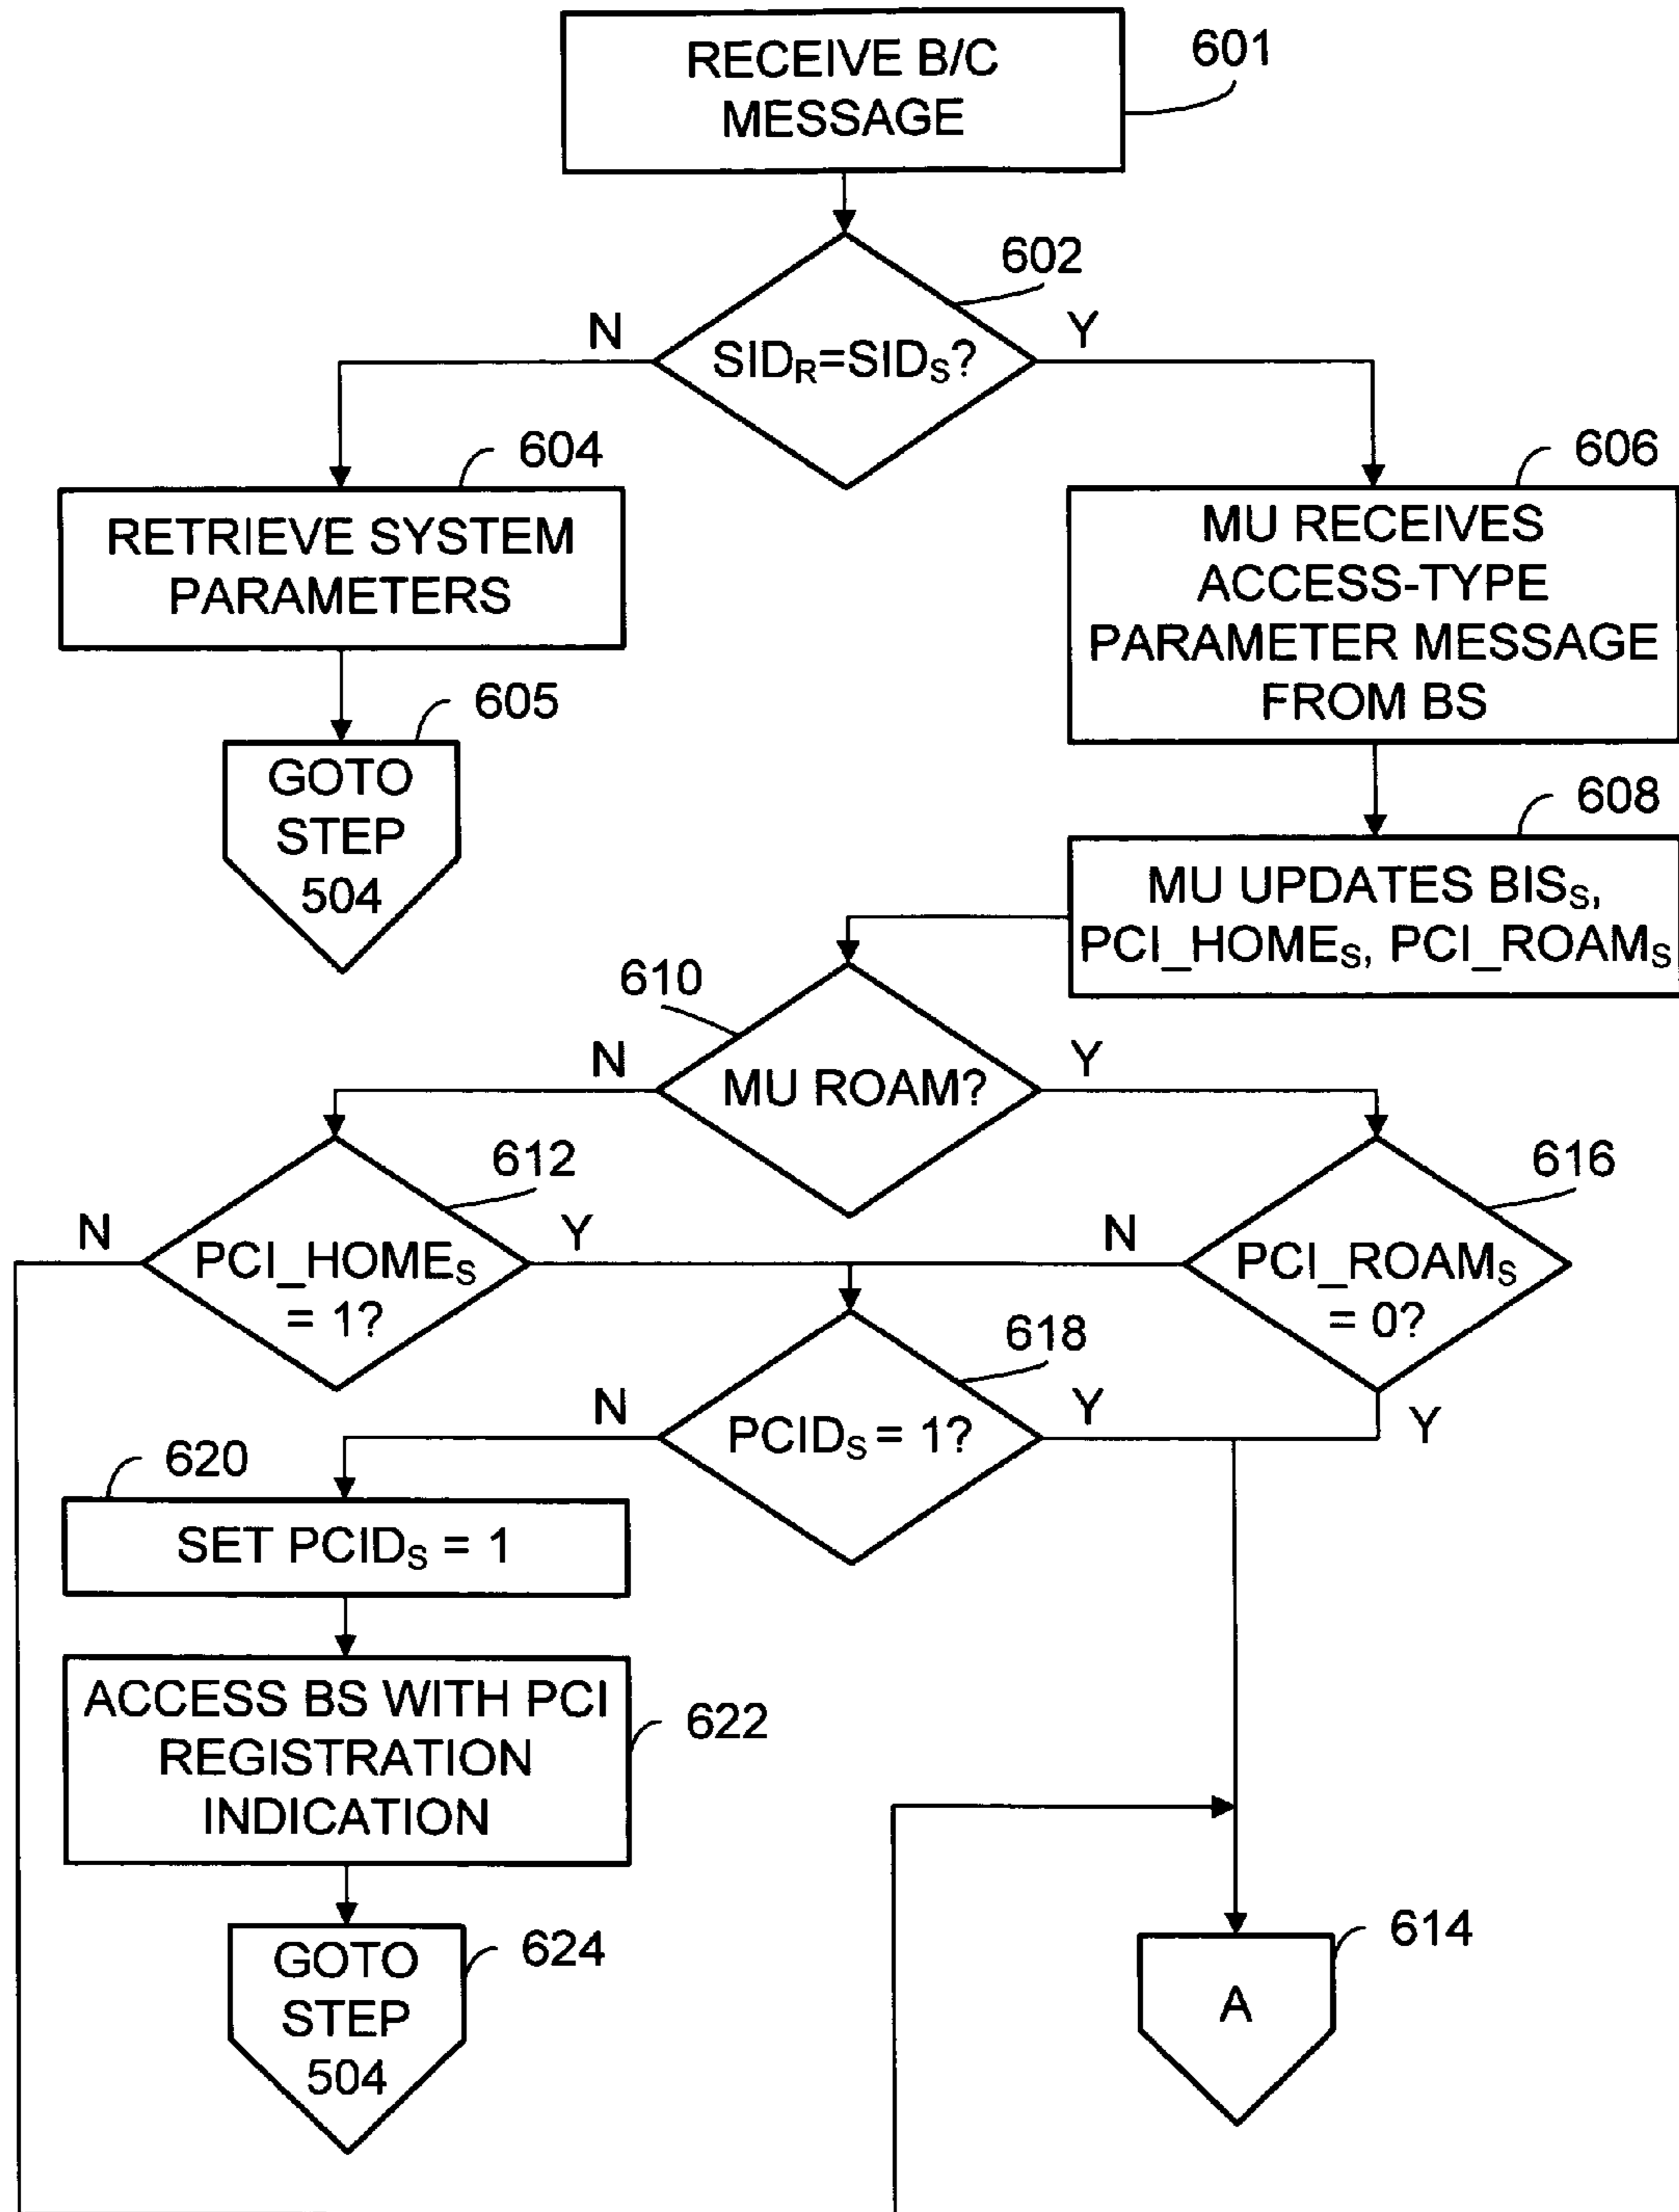 RECEIVE B/C
MESSAGE
601
602
N
Y
SIDR=SIDS?
604
606
RETRIEVE SYSTEM
PARAMETERS
MU RECEIVES
ACCESS-TYPE
PARAMETER MESSAGE
FROM BS
605
GOTO
STEP
504
608
MU UPDATES BISS,
PCI_HOMES, PCI_ROAMS
610
N
Y
MU ROAM?
612
616
N
Y
N
PCI_HOMES
= 1?
PCI_ROAMS
= 0?
618
N
Y
Y
PCIDS = 1?
620
SET PCIDS = 1
ACCESS BS WITH PCI
REGISTRATION
INDICATION
622
GOTO
STEP
504
624
614
A